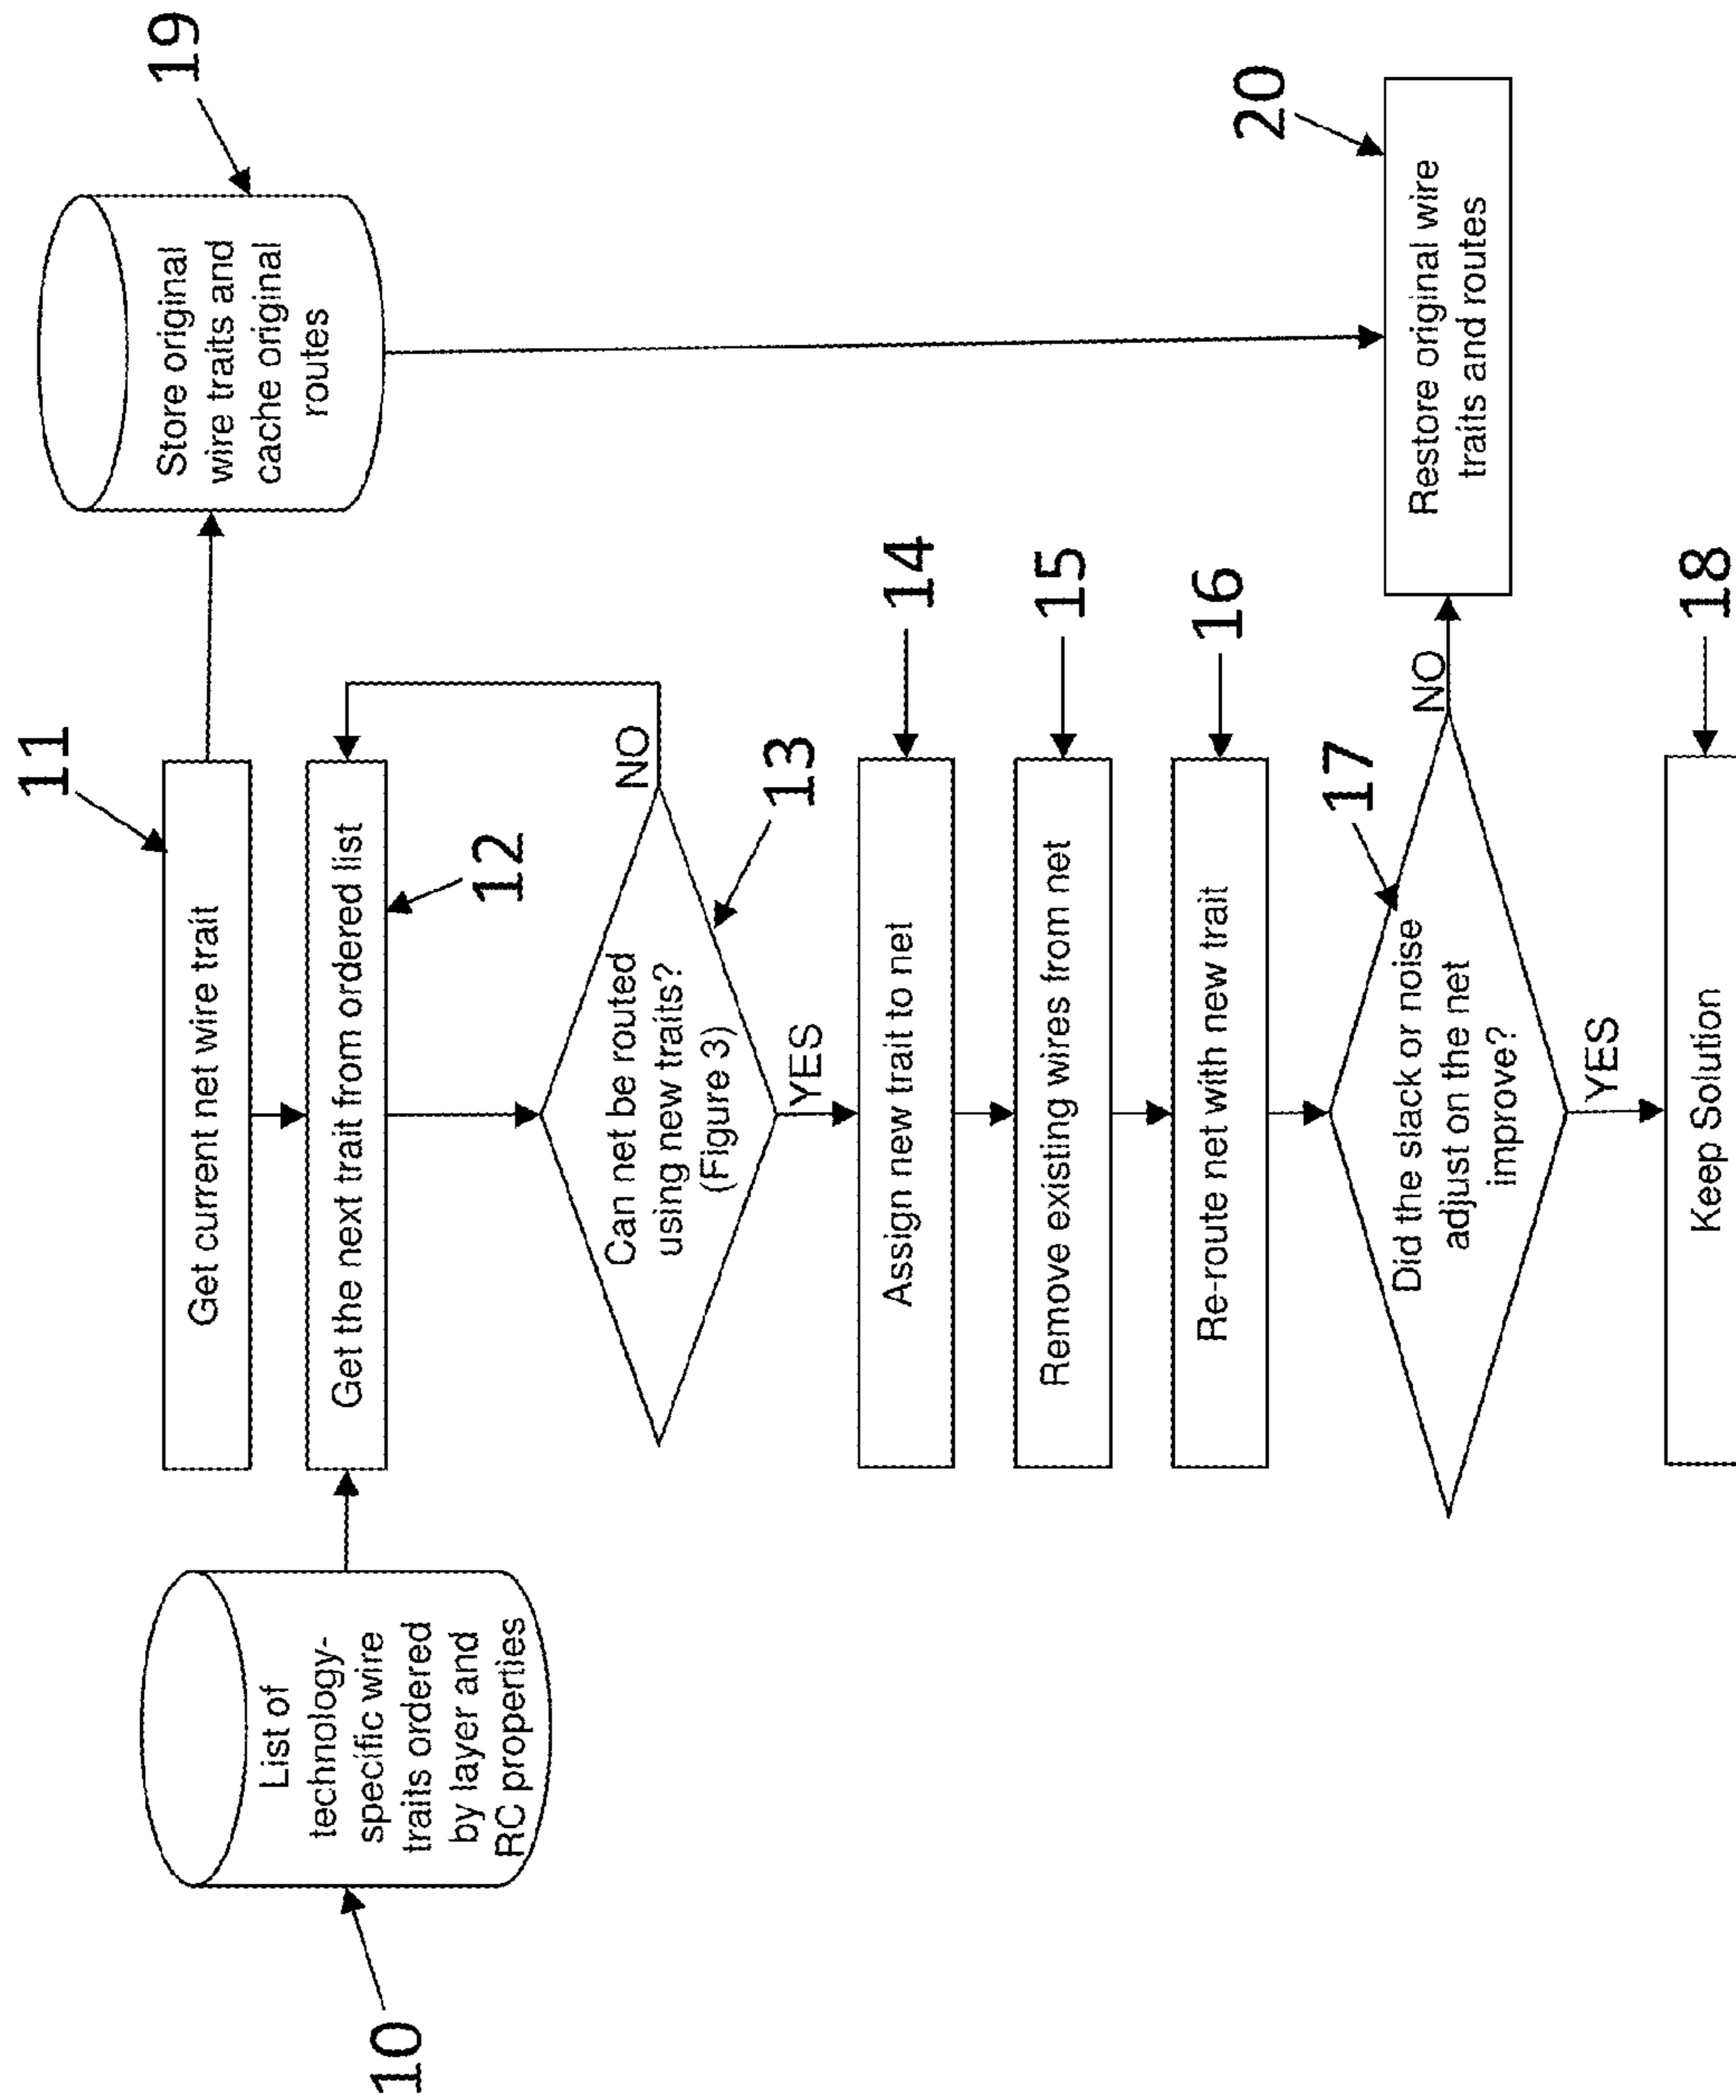 11
Get current net wire trait
19
Store original
wire traits and
cache original
routes
10
List of
technology-
specific wire
traits ordered
by layer and
RC properties
Get the next trait from ordered list
12
Can net be routed
using new traits?
(Figure 3)
13
NO
YES
Assign new trait to net
14
Remove existing wires from net
15
Re-route net with new trait
16
17
Did the slack or noise
adjust on the net
improve?
NO
YES
20
Restore original wire
traits and routes
Keep Solution
18